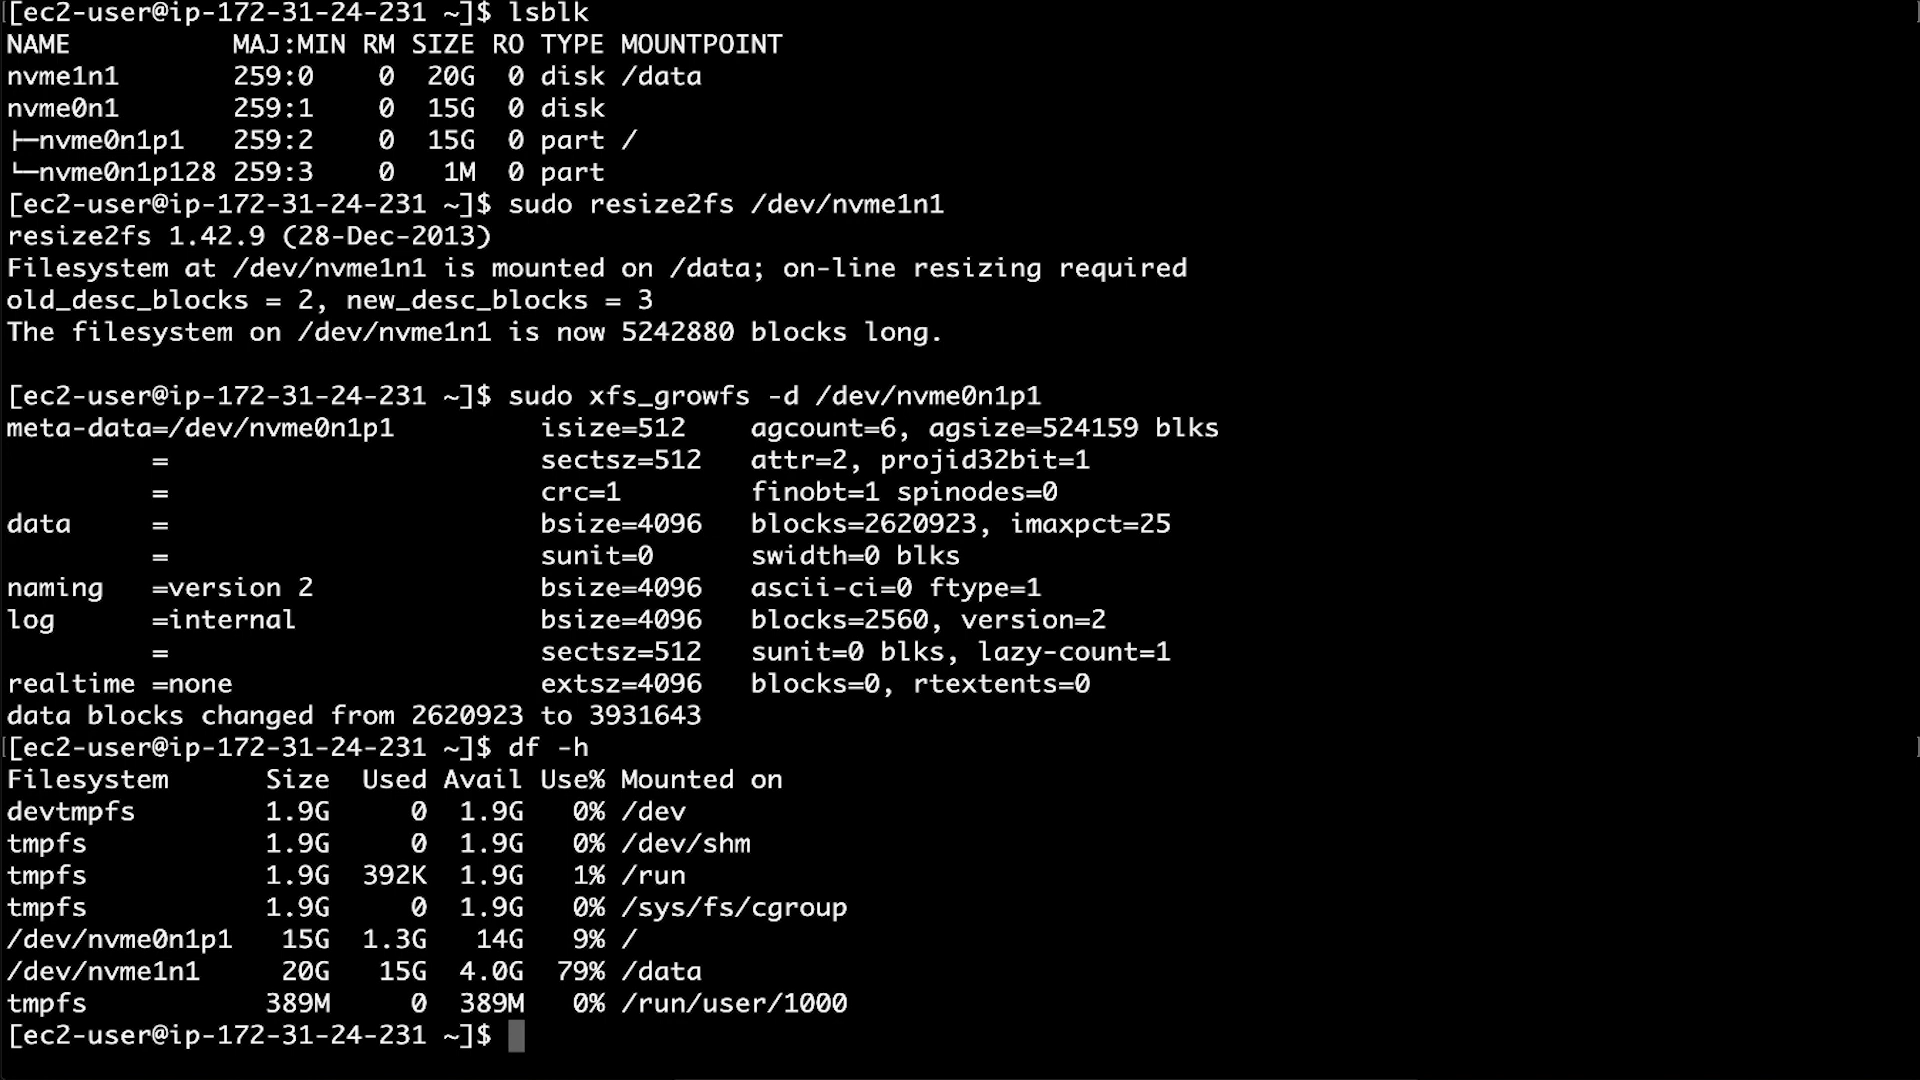 [ec2-user@ip-172-31-24-231 ~]$ lsblk
NAME          MAJ:MIN RM SIZE RO TYPE MOUNTPOINT
nvme1n1       259:0    0  20G  0 disk /data
nvme0n1       259:1    0  15G  0 disk
├─nvme0n1p1   259:2    0  15G  0 part /
└─nvme0n1p128 259:3    0   1M  0 part
[ec2-user@ip-172-31-24-231 ~]$ sudo resize2fs /dev/nvme1n1
resize2fs 1.42.9 (28-Dec-2013)
Filesystem at /dev/nvme1n1 is mounted on /data; on-line resizing required
old_desc_blocks = 2, new_desc_blocks = 3
The filesystem on /dev/nvme1n1 is now 5242880 blocks long.

[ec2-user@ip-172-31-24-231 ~]$ sudo xfs_growfs -d /dev/nvme0n1p1
meta-data=/dev/nvme0n1p1         isize=512    agcount=6, agsize=524159 blks
         =                       sectsz=512   attr=2, projid32bit=1
         =                       crc=1        finobt=1 spinodes=0
data     =                       bsize=4096   blocks=2620923, imaxpct=25
         =                       sunit=0      swidth=0 blks
naming   =version 2              bsize=4096   ascii-ci=0 ftype=1
log      =internal               bsize=4096   blocks=2560, version=2
         =                       sectsz=512   sunit=0 blks, lazy-count=1
realtime =none                   extsz=4096   blocks=0, rtextents=0
data blocks changed from 2620923 to 3931643
[ec2-user@ip-172-31-24-231 ~]$ df -h
Filesystem      Size  Used Avail Use% Mounted on
devtmpfs        1.9G     0  1.9G   0% /dev
tmpfs           1.9G     0  1.9G   0% /dev/shm
tmpfs           1.9G  392K  1.9G   1% /run
tmpfs           1.9G     0  1.9G   0% /sys/fs/cgroup
/dev/nvme0n1p1   15G  1.3G   14G   9% /
/dev/nvme1n1     20G   15G  4.0G  79% /data
tmpfs           389M     0  389M   0% /run/user/1000
[ec2-user@ip-172-31-24-231 ~]$